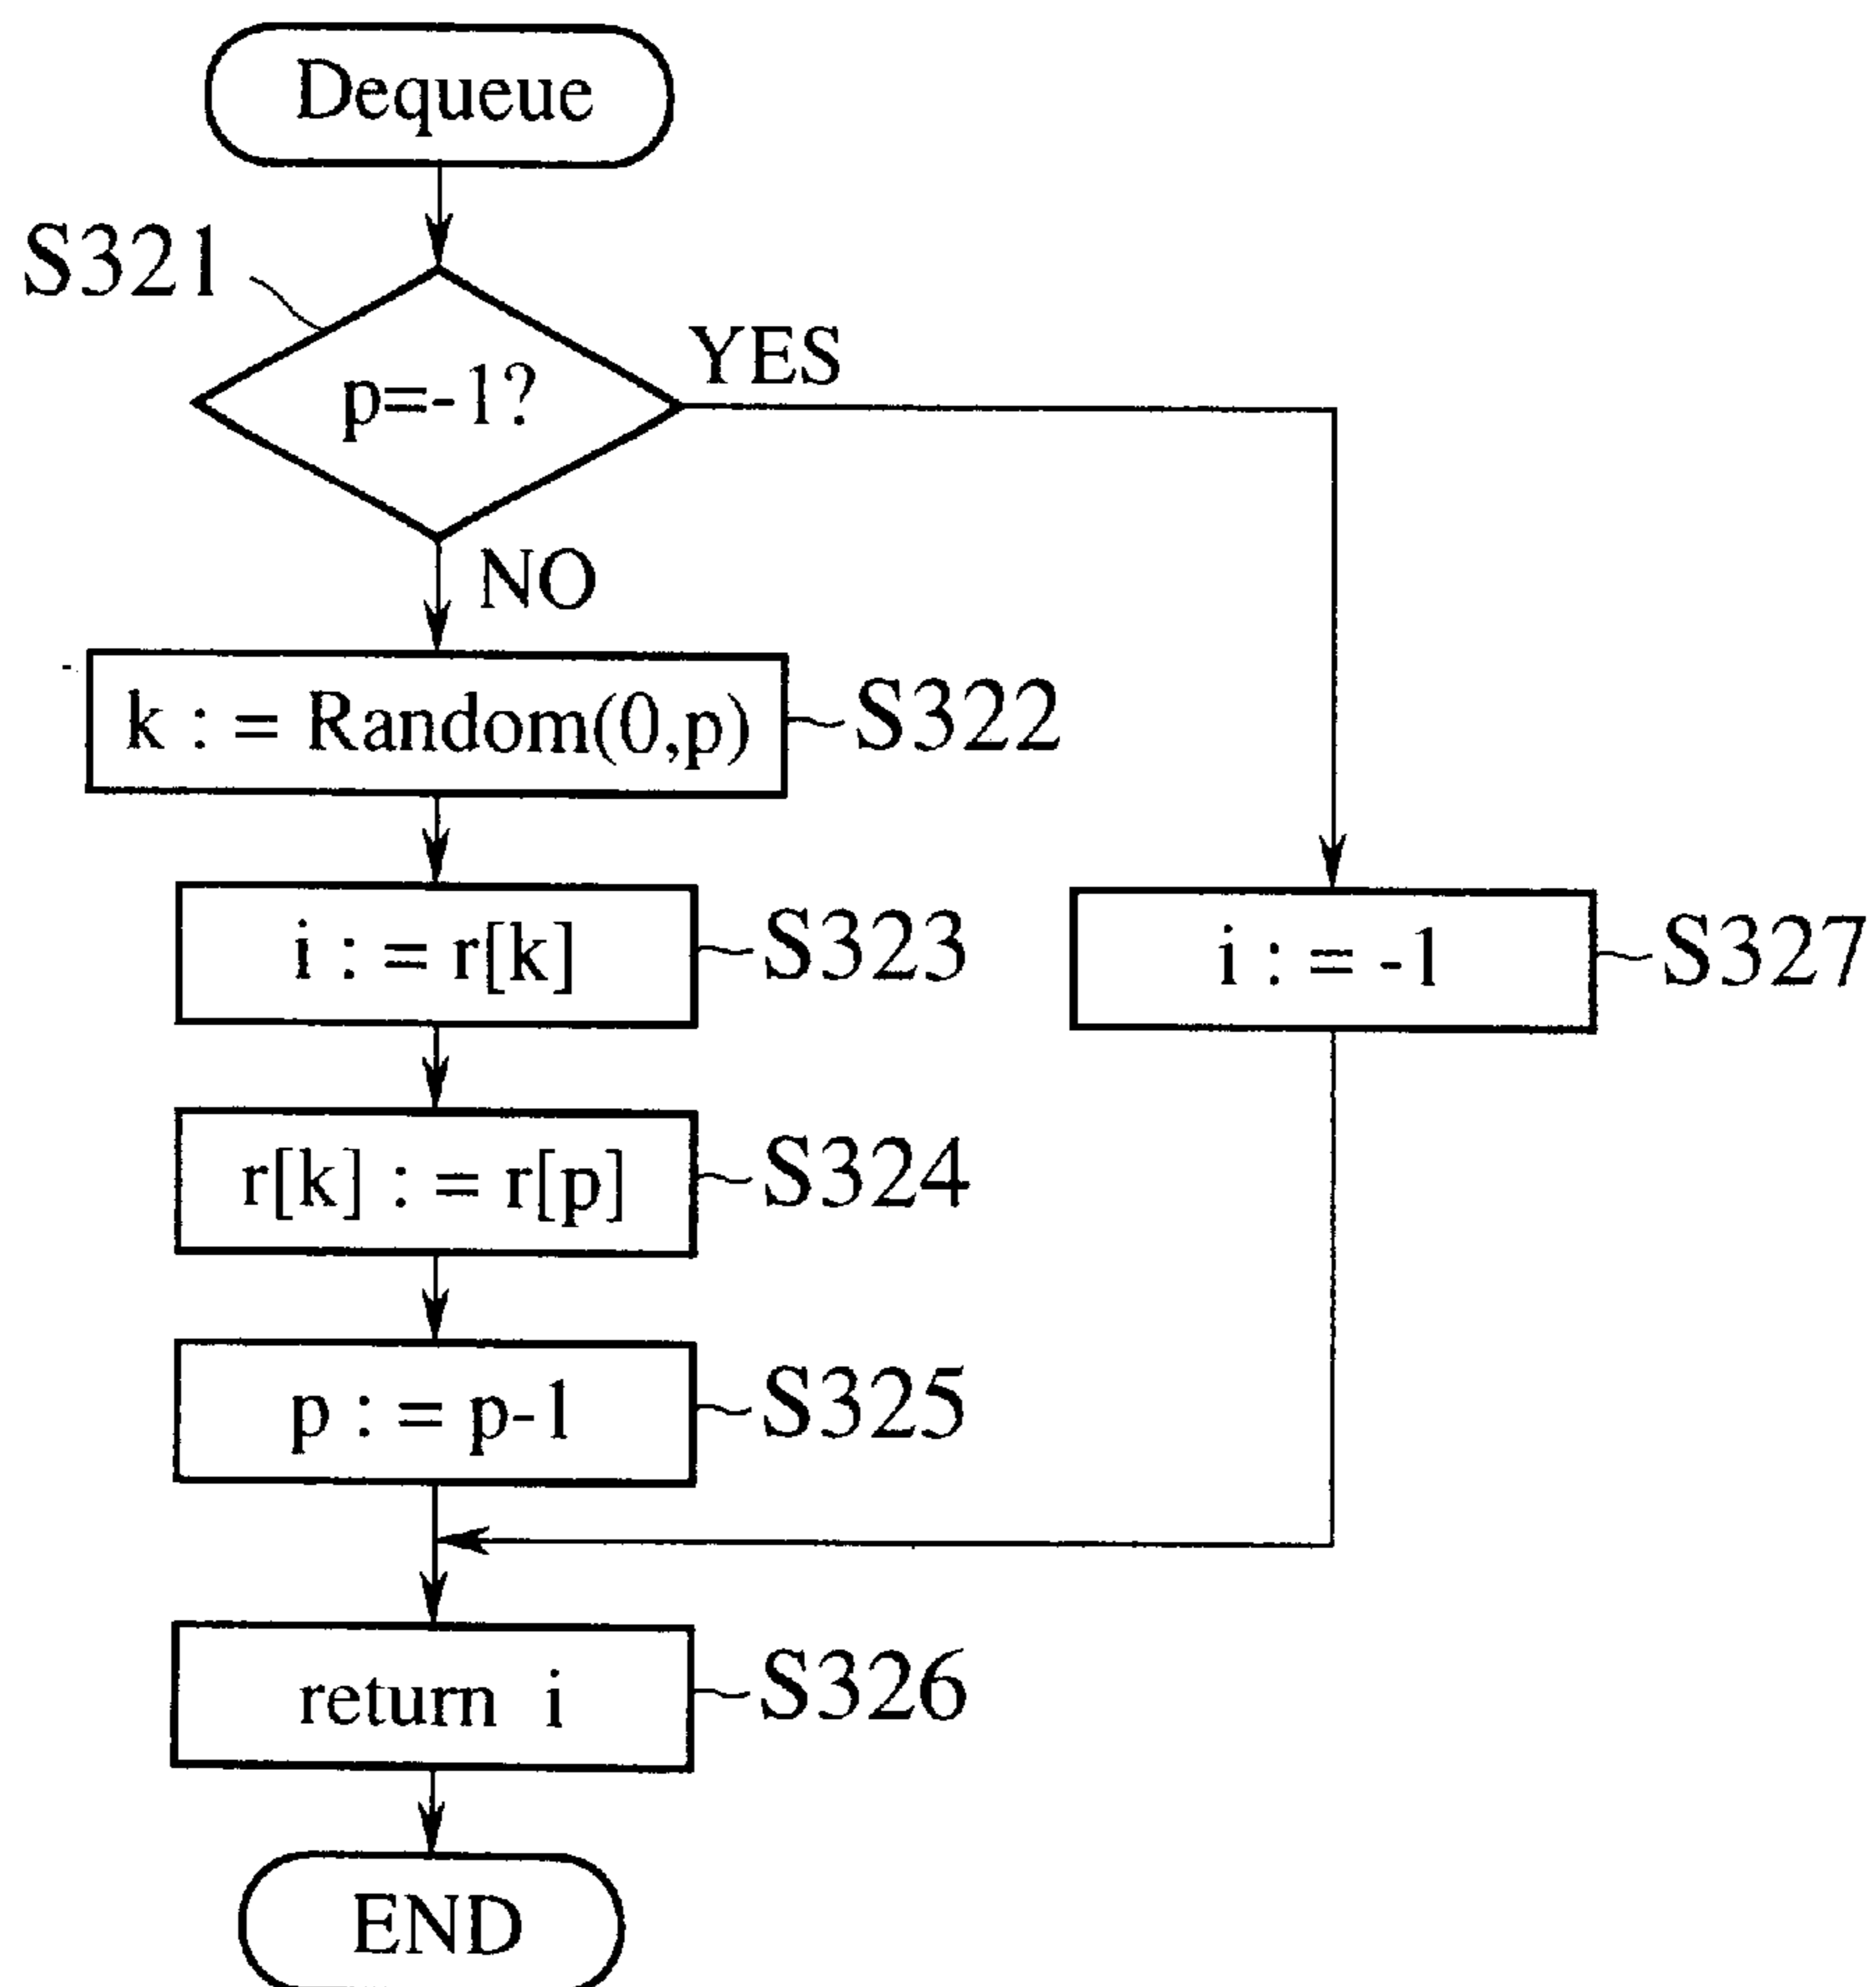 Dequeue
S321
p=-1?
YES
NO
k : = Random(0,p)
S322
i : = r[k]
S323
i : = -1
S327
r[k] : = r[p]
S324
p : = p-1
S325
return i
S326
END